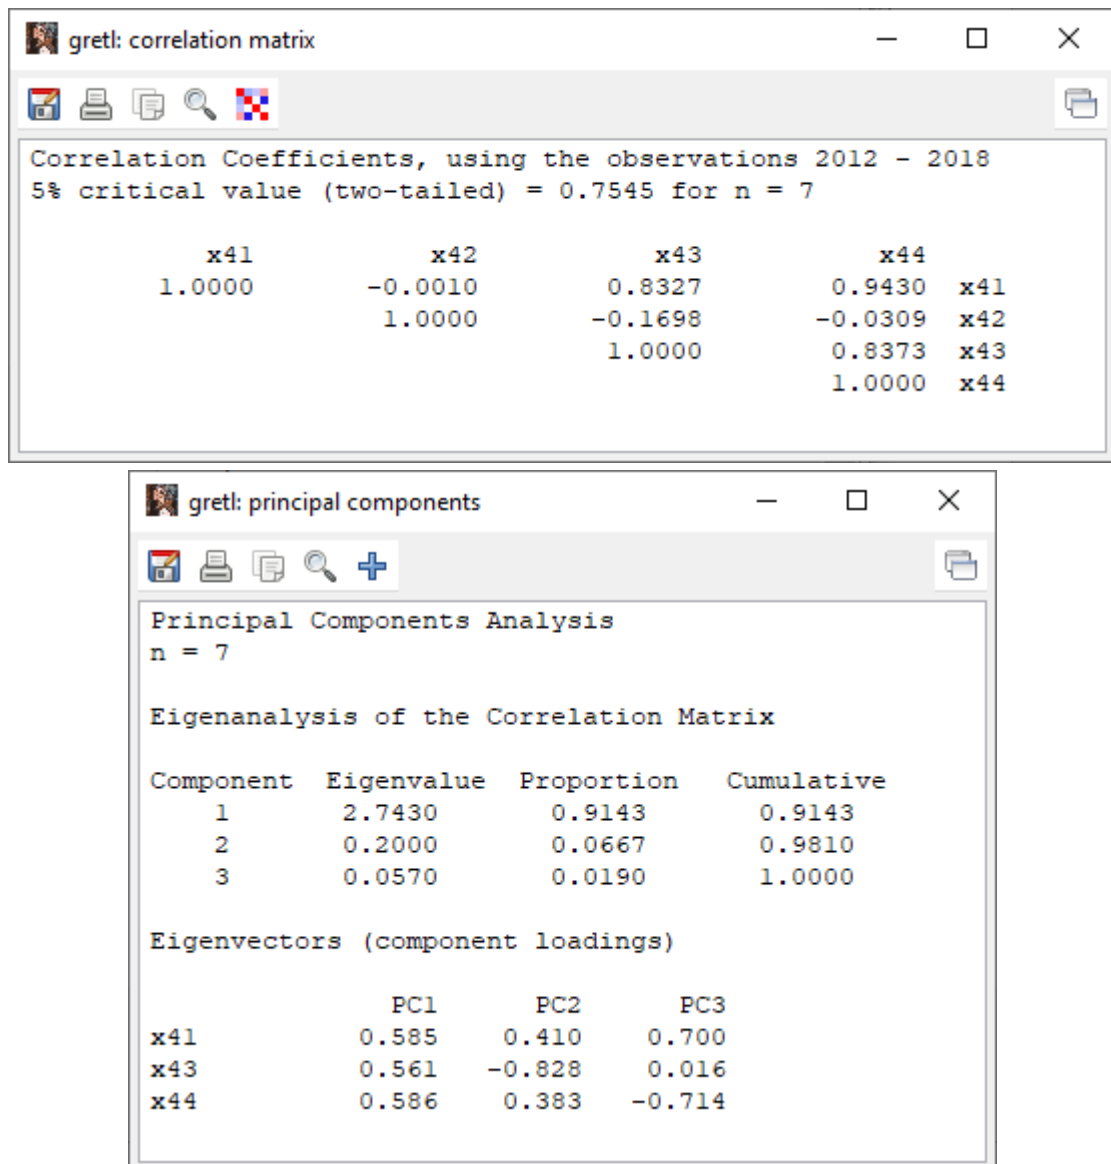 gretl: correlation matrix
Correlation Coefficients, using the observations 2012 - 2018
5% critical value (two-tailed) = 0.7545 for n = 7
x41 x42 x43 x44
1.0000 -0.0010 0.8327 0.9430 x41
1.0000 -0.1698 -0.0309 x42
1.0000 0.8373 x43
1.0000 x44
gretl: principal components
Principal Components Analysis
n = 7
Eigenanalysis of the Correlation Matrix
Component Eigenvalue Proportion Cumulative
1 2.7430 0.9143 0.9143
2 0.2000 0.0667 0.9810
3 0.0570 0.0190 1.0000
Eigenvectors (component loadings)
PC1 PC2 PC3
x41 0.585 0.410 0.700
x43 0.561 -0.828 0.016
x44 0.586 0.383 -0.714